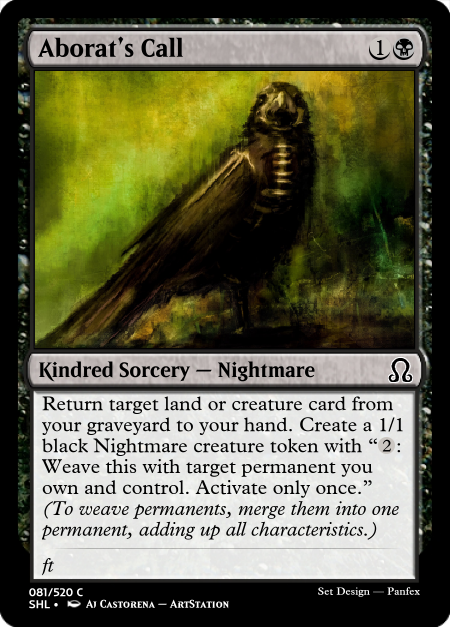 Aborat's Call 1
Kindred Sorcery — Nightmare
Return target land or creature card from
your graveyard to your hand. Create a 1/1
black Nightmare creature token with “2:
Weave this with target permanent you
own and control. Activate only once.”
(To weave permanents, merge them into one
permanent, adding up all characteristics.)
ft
081/520 C
Set Design — Panfex
SHL • AJ Castorena — ArtStation